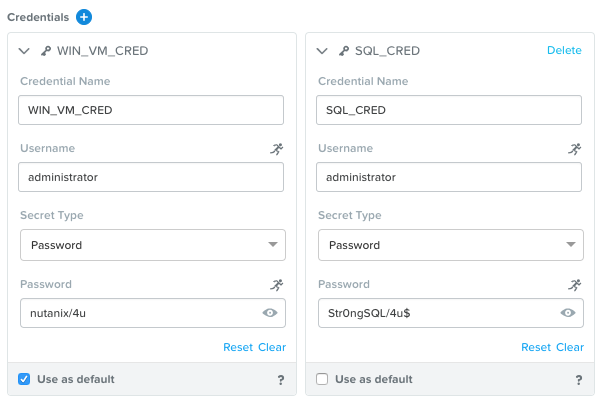 Credentials
WIN_VM_CRED
Credential Name
WIN_VM_CRED
Username
administrator
Secret Type
Password
Password
nutanix/4u
Reset Clear
Use as default ?
SQL_CRED Delete
Credential Name
SQL_CRED
Username
administrator
Secret Type
Password
Password
Str0ngSQL/4u$
Reset Clear
Use as default ?